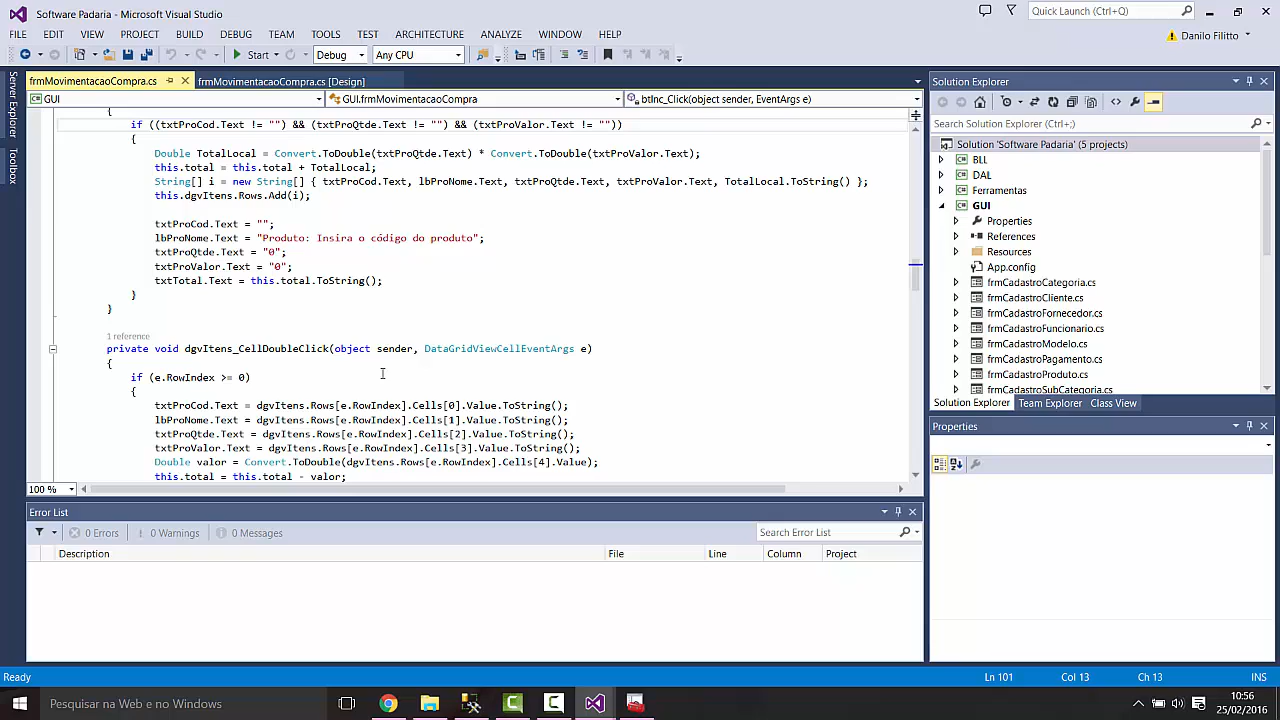 Software Padaria - Microsoft Visual Studio
Quick Launch (Ctrl+Q)
FILE EDIT VIEW PROJECT BUILD DEBUG TEAM TOOLS TEST ARCHITECTURE ANALYZE WINDOW HELP
Danilo Filitto
Start Debug Any CPU
Server Explorer
Toolbox
frmMovimentacaoCompra.cs
frmMovimentacaoCompra.cs [Design]
GUI
GUI.frmMovimentacaoCompra
btInc_Click(object sender, EventArgs e)
{
if ((txtProCod.Text != "") && (txtProQtde.Text != "") && (txtProValor.Text != ""))
{
Double TotalLocal = Convert.ToDouble(txtProQtde.Text) * Convert.ToDouble(txtProValor.Text);
this.total = this.total + TotalLocal;
String[] i = new String[] { txtProCod.Text, lbProNome.Text, txtProQtde.Text, txtProValor.Text, TotalLocal.ToString() };
this.dgvItens.Rows.Add(i);
txtProCod.Text = "";
lbProNome.Text = "Produto: Insira o código do produto";
txtProQtde.Text = "0";
txtProValor.Text = "0";
txtTotal.Text = this.total.ToString();
}
}
1 reference
private void dgvItens_CellDoubleClick(object sender, DataGridViewCellEventArgs e)
{
if (e.RowIndex >= 0)
{
txtProCod.Text = dgvItens.Rows[e.RowIndex].Cells[0].Value.ToString();
lbProNome.Text = dgvItens.Rows[e.RowIndex].Cells[1].Value.ToString();
txtProQtde.Text = dgvItens.Rows[e.RowIndex].Cells[2].Value.ToString();
txtProValor.Text = dgvItens.Rows[e.RowIndex].Cells[3].Value.ToString();
Double valor = Convert.ToDouble(dgvItens.Rows[e.RowIndex].Cells[4].Value);
this.total = this.total - valor;
100 %
Solution Explorer
Search Solution Explorer (Ctrl+;)
Solution 'Software Padaria' (5 projects)
BLL
DAL
Ferramentas
GUI
Properties
References
Resources
App.config
frmCadastroCategoria.cs
frmCadastroCliente.cs
frmCadastroFornecedor.cs
frmCadastroFuncionario.cs
frmCadastroModelo.cs
frmCadastroPagamento.cs
frmCadastroProduto.cs
frmCadastroSubCategoria.cs
Solution Explorer Team Explorer Class View
Properties
Error List
0 Errors 0 Warnings 0 Messages
Search Error List
Description File Line Column Project
Ready Ln 101 Col 13 Ch 13 INS
Pesquisar na Web e no Windows
10:56
25/02/2016